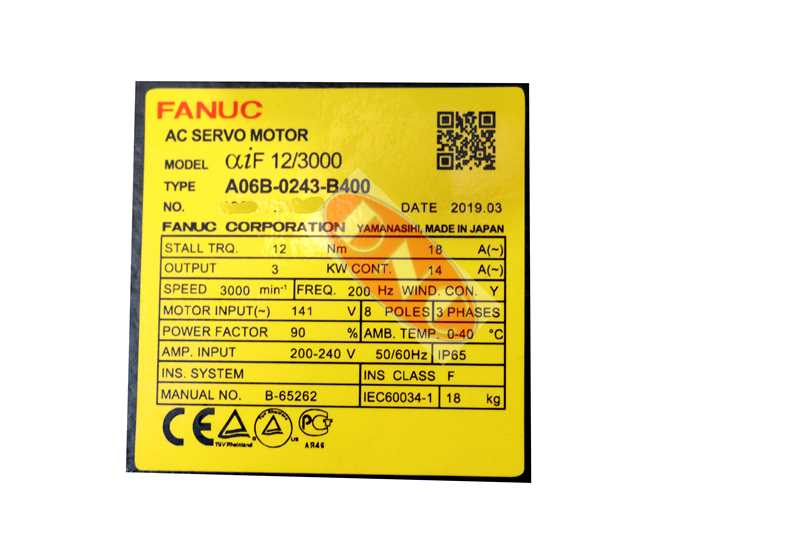 FANUC
AC SERVO MOTOR
MODEL αiF 12/3000
TYPE A06B-0243-B400
NO. DATE 2019.03
FANUC CORPORATION YAMANASIHI, MADE IN JAPAN
STALL TRQ. 12 Nm 18 A(~)
OUTPUT 3 KW CONT. 14 A(~)
SPEED 3000 min⁻¹ FREQ. 200 Hz WIND. CON. Y
MOTOR INPUT(~) 141 V 8 POLES 3 PHASES
POWER FACTOR 90 % AMB. TEMP. 0-40 °C
AMP. INPUT 200-240 V 50/60Hz IP65
INS. SYSTEM INS CLASS F
MANUAL NO. B-65262 IEC60034-1 18 kg
CE
TÜV Rheinland
US
PCT
AR46